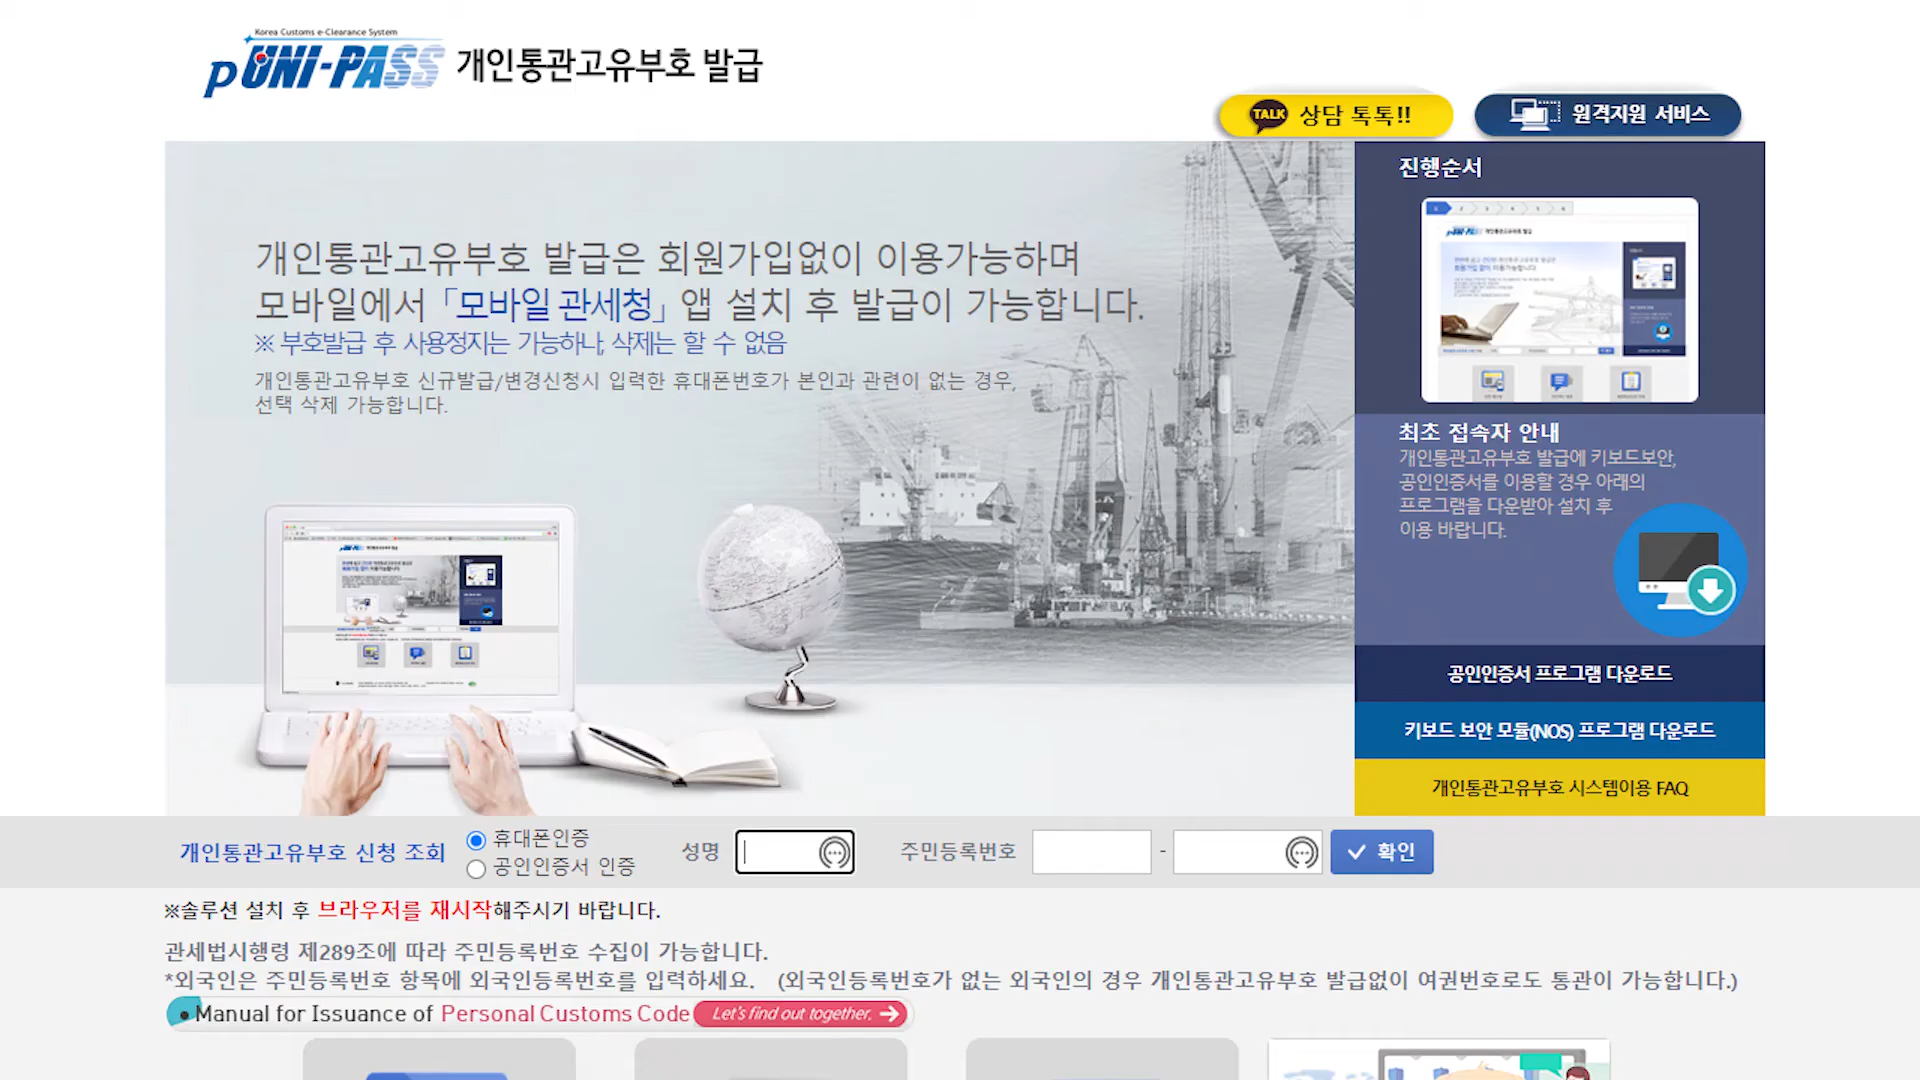 Korea Customs e-Clearance System
pUNI-PASS 개인통관고유부호 발급
TALK 상담 톡톡!!
원격지원 서비스
개인통관고유부호 발급은 회원가입없이 이용가능하며
모바일에서 「모바일 관세청」 앱 설치 후 발급이 가능합니다.
※ 부호발급 후 사용정지는 가능하나, 삭제는 할 수 없음
개인통관고유부호 신규발급/변경신청시 입력한 휴대폰번호가 본인과 관련이 없는 경우,
선택 삭제 가능합니다.
진행순서
최초 접속자 안내
개인통관고유부호 발급에 키보드보안,
공인인증서를 이용할 경우 아래의
프로그램을 다운받아 설치 후
이용 바랍니다.
공인인증서 프로그램 다운로드
키보드 보안 모듈(NOS) 프로그램 다운로드
개인통관고유부호 시스템이용 FAQ
개인통관고유부호 신청 조회
휴대폰인증
공인인증서 인증
성명
주민등록번호
-
확인
※솔루션 설치 후 브라우저를 재시작해주시기 바랍니다.
관세법시행령 제289조에 따라 주민등록번호 수집이 가능합니다.
*외국인은 주민등록번호 항목에 외국인등록번호를 입력하세요. (외국인등록번호가 없는 외국인의 경우 개인통관고유부호 발급없이 여권번호로도 통관이 가능합니다.)
Manual for Issuance of Personal Customs Code Let's find out together.